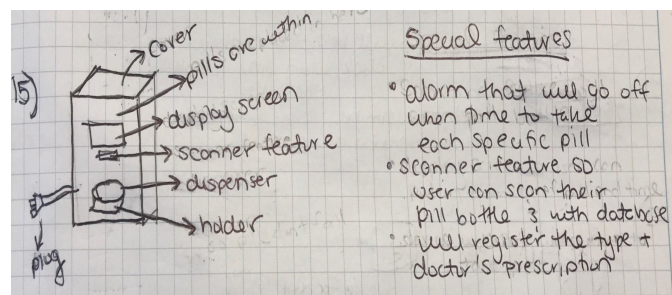 15)
cover
pills are within
display screen
scanner feature
dispenser
holder
plug
Special features
• alarm that will go off
when time to take
each specific pill
• scanner feature so
user can scan their
pill bottle & with database
• will register the type +
doctor's prescription